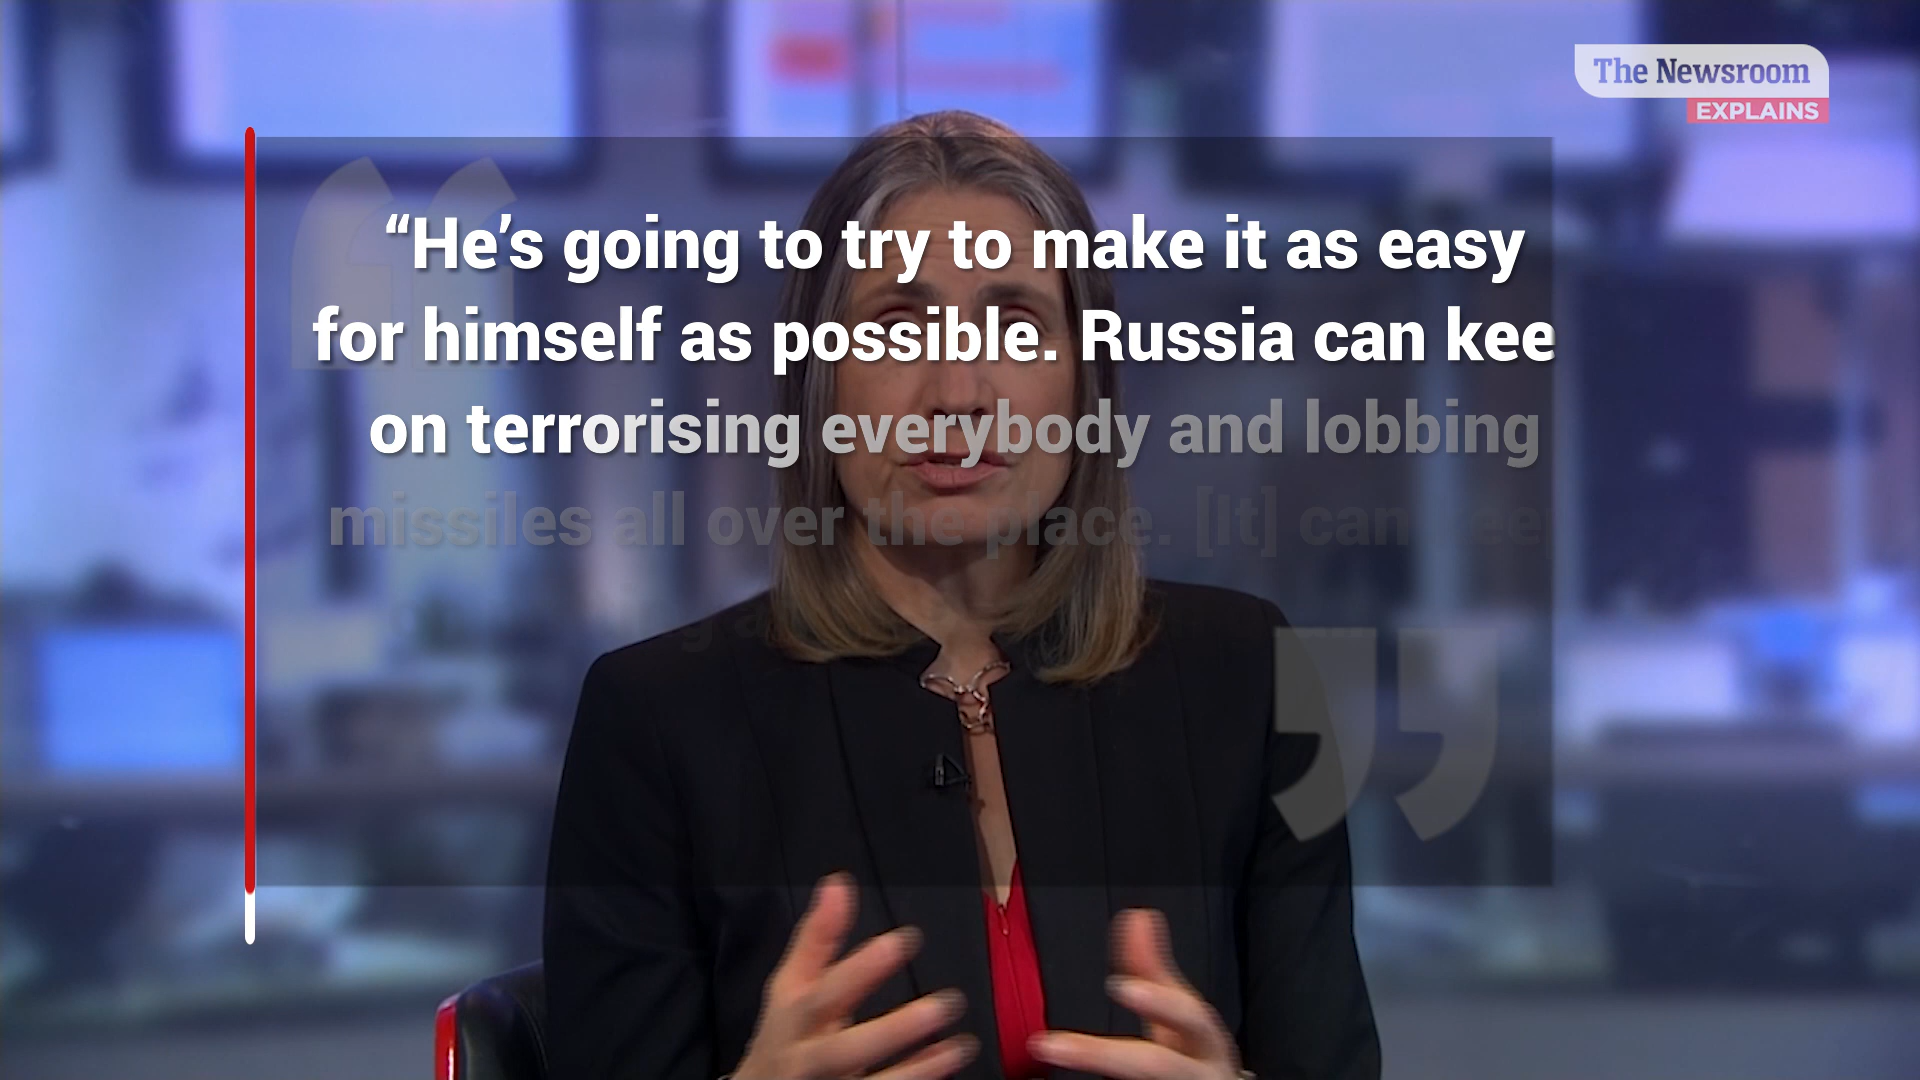 The Newsroom
EXPLAINS
“He’s going to try to make it as easy
for himself as possible. Russia can kee
on terrorising everybody and lobbing
missiles all over the place. [It] can kee